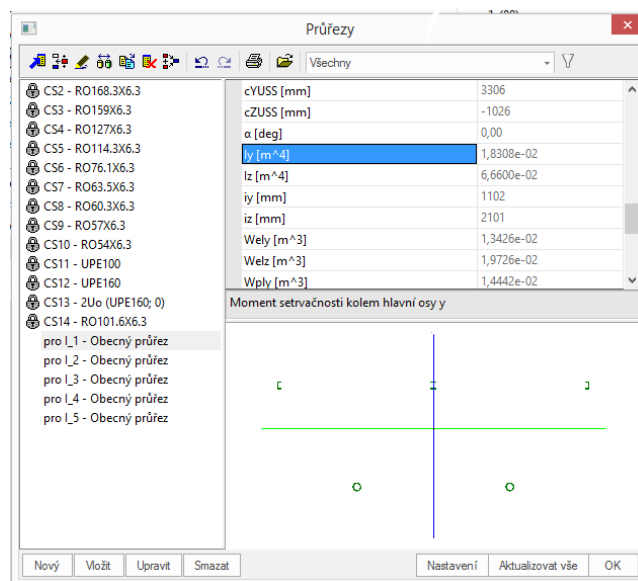 Průřezy
Všechny
CS2 - RO168.3X6.3
CS3 - RO159X6.3
CS4 - RO127X6.3
CS5 - RO114.3X6.3
CS6 - RO76.1X6.3
CS7 - RO63.5X6.3
CS8 - RO60.3X6.3
CS9 - RO57X6.3
CS10 - RO54X6.3
CS11 - UPE100
CS12 - UPE160
CS13 - 2Uo (UPE160; 0)
CS14 - RO101.6X6.3
pro I_1 - Obecný průřez
pro I_2 - Obecný průřez
pro I_3 - Obecný průřez
pro I_4 - Obecný průřez
pro I_5 - Obecný průřez
cYUSS [mm] 3306
cZUSS [mm] -1026
α [deg] 0,00
Iy [m^4] 1,8308e-02
Iz [m^4] 6,6600e-02
iy [mm] 1102
iz [mm] 2101
Wely [m^3] 1,3426e-02
Welz [m^3] 1,9726e-02
Wply [m^3] 1,4442e-02
Moment setrvačnosti kolem hlavní osy y
Nový Vložit Upravit Smazat Nastavení Aktualizovat vše OK